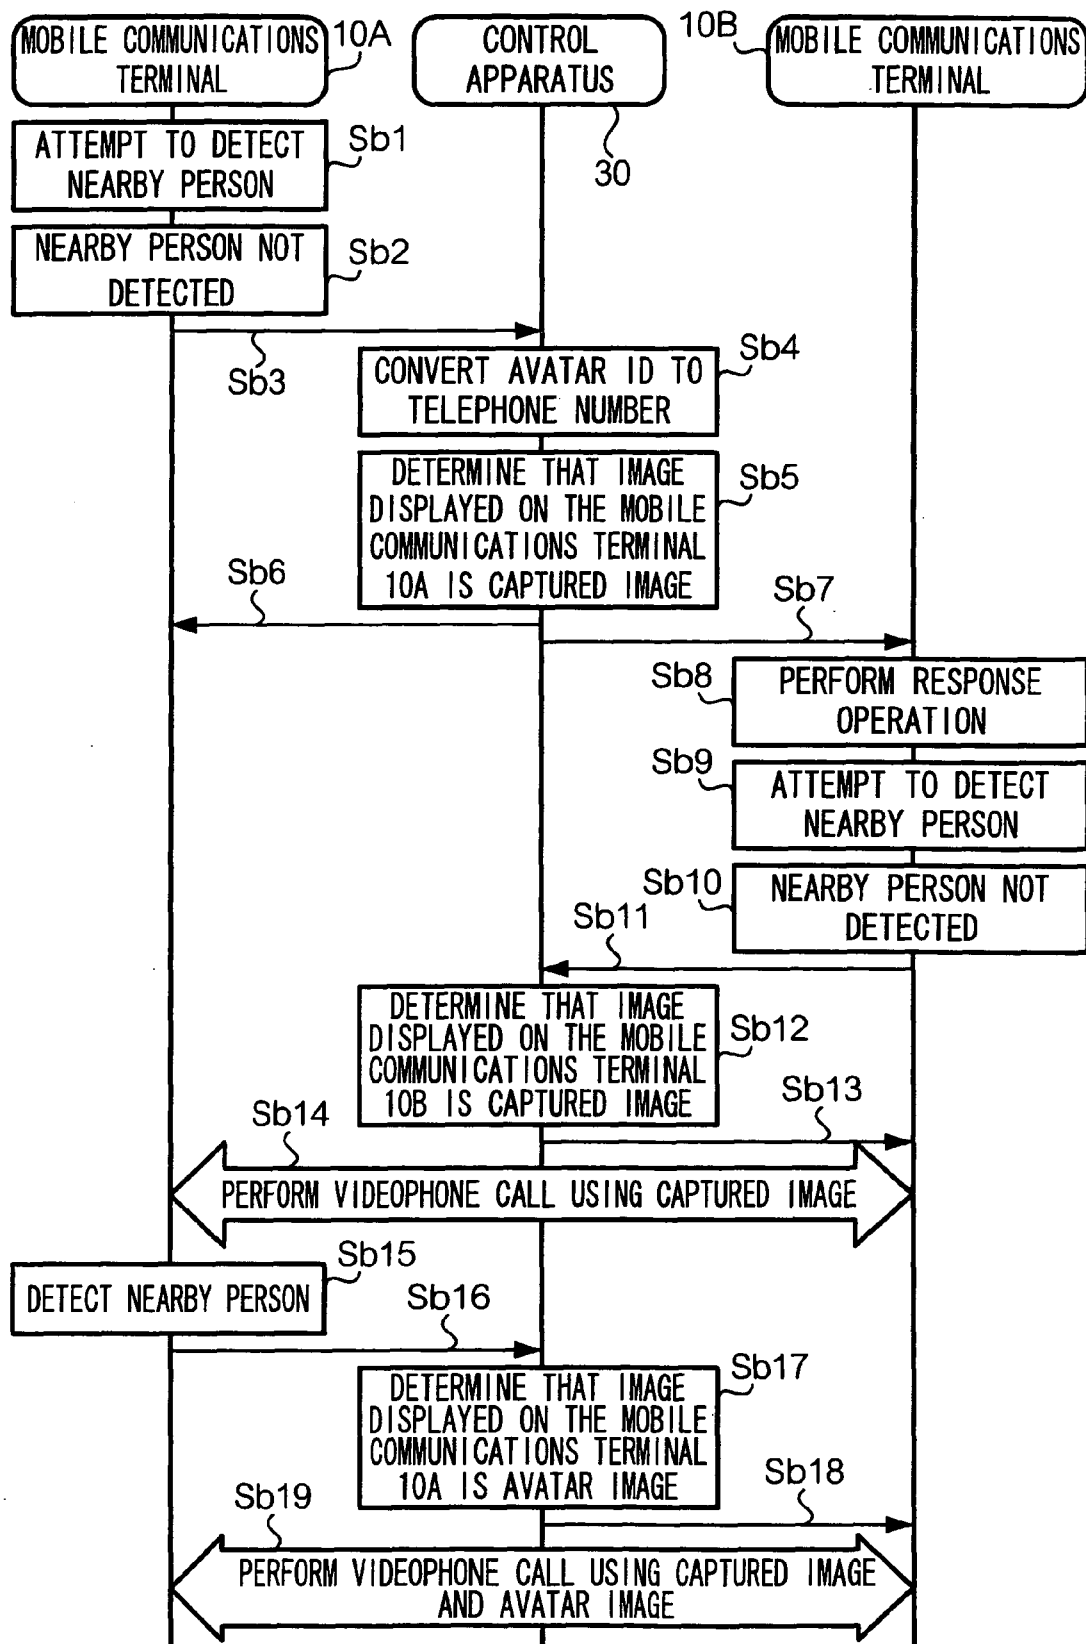 MOBILE COMMUNICATIONS
TERMINAL
10A
CONTROL
APPARATUS
30
10B
MOBILE COMMUNICATIONS
TERMINAL
ATTEMPT TO DETECT
NEARBY PERSON
Sb1
NEARBY PERSON NOT
DETECTED
Sb2
Sb3
CONVERT AVATAR ID TO
TELEPHONE NUMBER
Sb4
DETERMINE THAT IMAGE
DISPLAYED ON THE MOBILE
COMMUNICATIONS TERMINAL
10A IS CAPTURED IMAGE
Sb5
Sb6
Sb7
Sb8
PERFORM RESPONSE
OPERATION
Sb9
ATTEMPT TO DETECT
NEARBY PERSON
Sb10
NEARBY PERSON NOT
DETECTED
Sb11
DETERMINE THAT IMAGE
DISPLAYED ON THE MOBILE
COMMUNICATIONS TERMINAL
10B IS CAPTURED IMAGE
Sb12
Sb13
Sb14
PERFORM VIDEOPHONE CALL USING CAPTURED IMAGE
Sb15
DETECT NEARBY PERSON
Sb16
DETERMINE THAT IMAGE
DISPLAYED ON THE MOBILE
COMMUNICATIONS TERMINAL
10A IS AVATAR IMAGE
Sb17
Sb18
Sb19
PERFORM VIDEOPHONE CALL USING CAPTURED IMAGE
AND AVATAR IMAGE